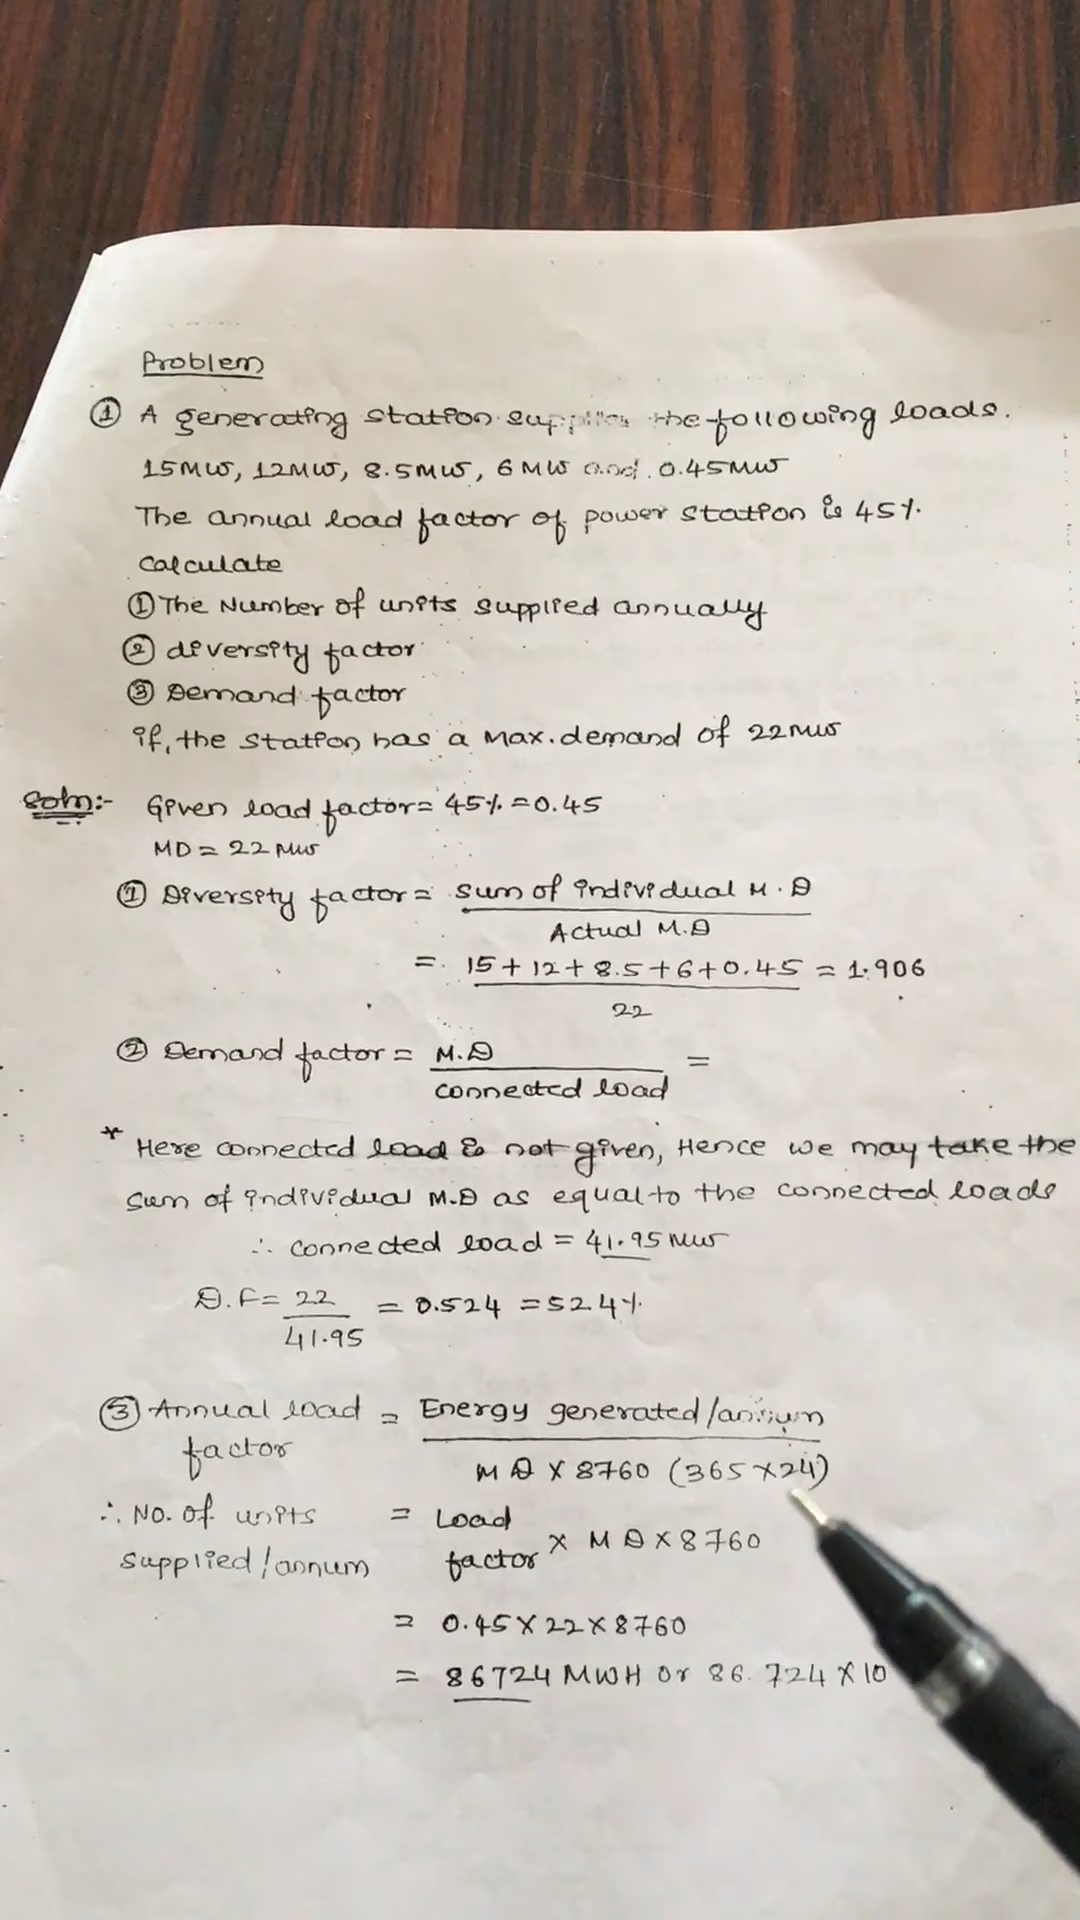 Problem
① A generating station supplies the following loads.
15MW, 12MW, 8.5MW, 6MW and 0.45MW
The annual load factor of power station is 45%.
Calculate
① The Number of units supplied annually
② diversity factor
③ Demand factor
if, the station has a Max. demand of 22MW
Soln:- Given load factor = 45% = 0.45
MD = 22 MW
① Diversity factor = sum of individual M.D
Actual M.D
= 15 + 12 + 8.5 + 6 + 0.45 = 1.906
22
② Demand factor = M.D =
connected load
* Here connected load is not given, Hence we may take the
sum of individual M.D as equal to the connected loads
∴ connected load = 41.95 MW
D.F = 22 = 0.524 = 524%
41.95
③ Annual load = Energy generated/annum
factor
MD X 8760 (365 X 24)
∴ No. of units = Load
supplied/annum factor X MD X 8760
= 0.45 X 22 X 8760
= 86724 MWH or 86.724 X 10